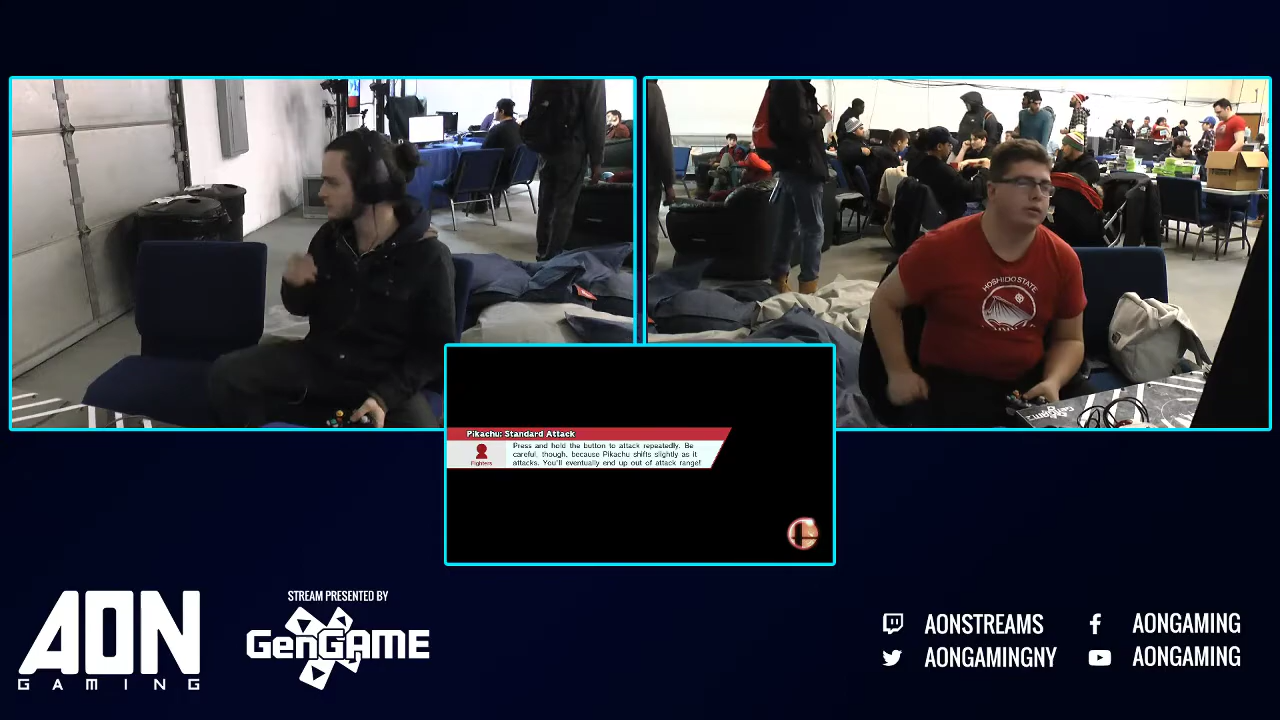 HOSHIDO STATE
Pikachu: Standard Attack
Press and hold the button to attack repeatedly. Be
careful, though, because Pikachu shifts slightly as it
attacks. You'll eventually end up out of attack range!
Fighters
GENGAME
AON
GAMING
STREAM PRESENTED BY
GENGAME
AONSTREAMS
AONGAMING
AONGAMINGNY
AONGAMING